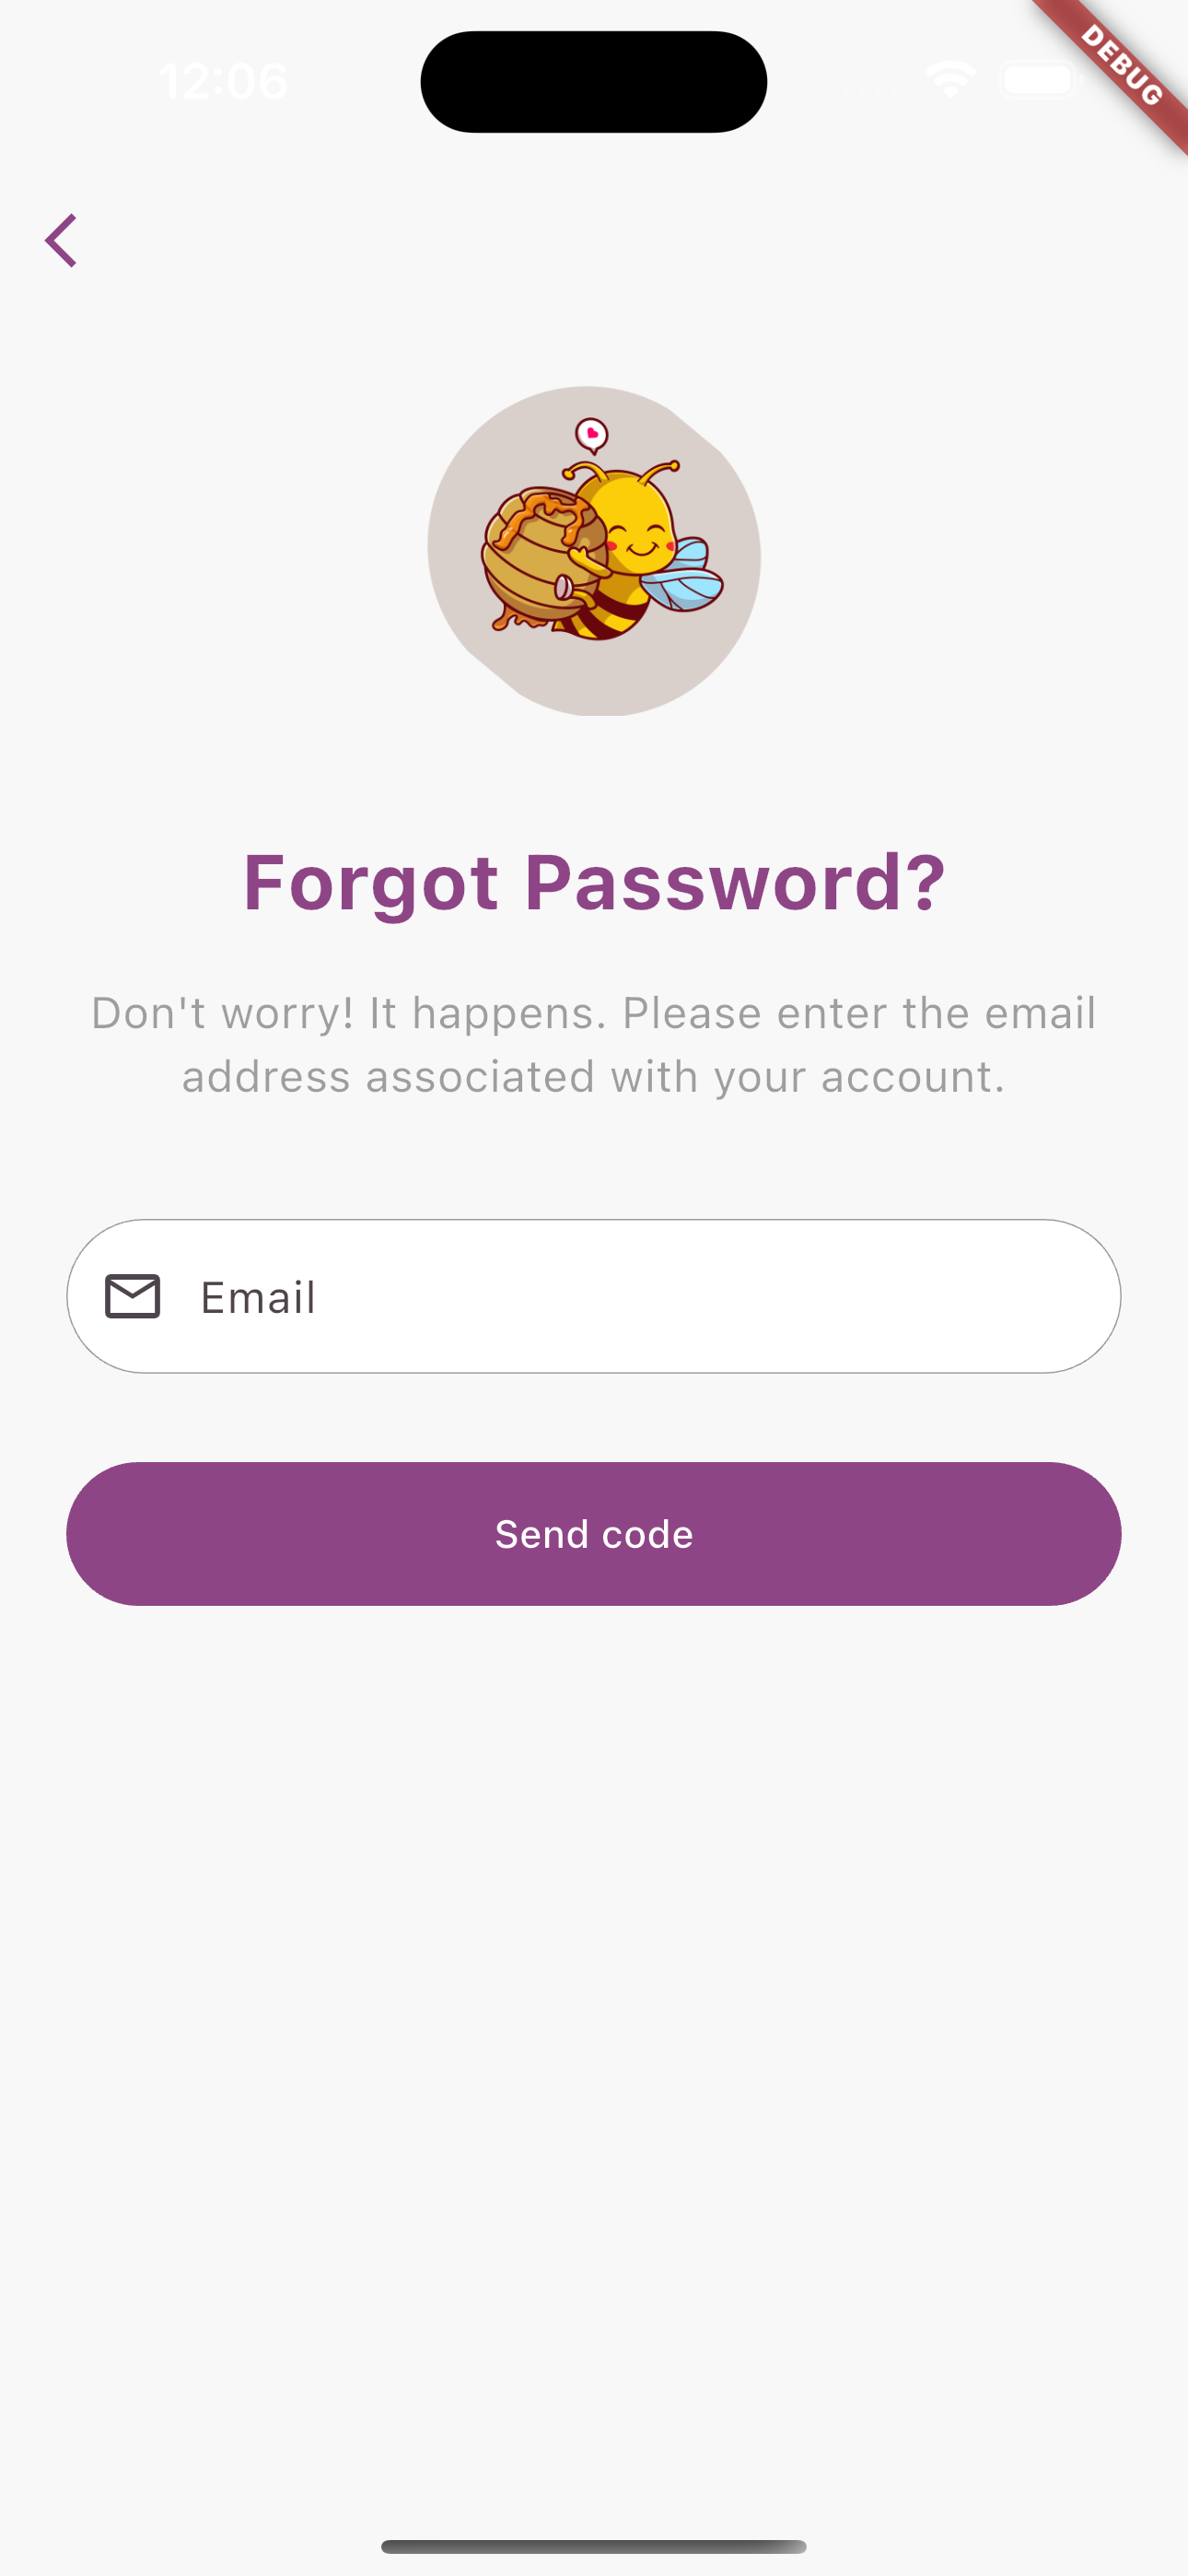 12:06
DEBUG
Forgot Password?
Don't worry! It happens. Please enter the email
address associated with your account.
Email
Send code